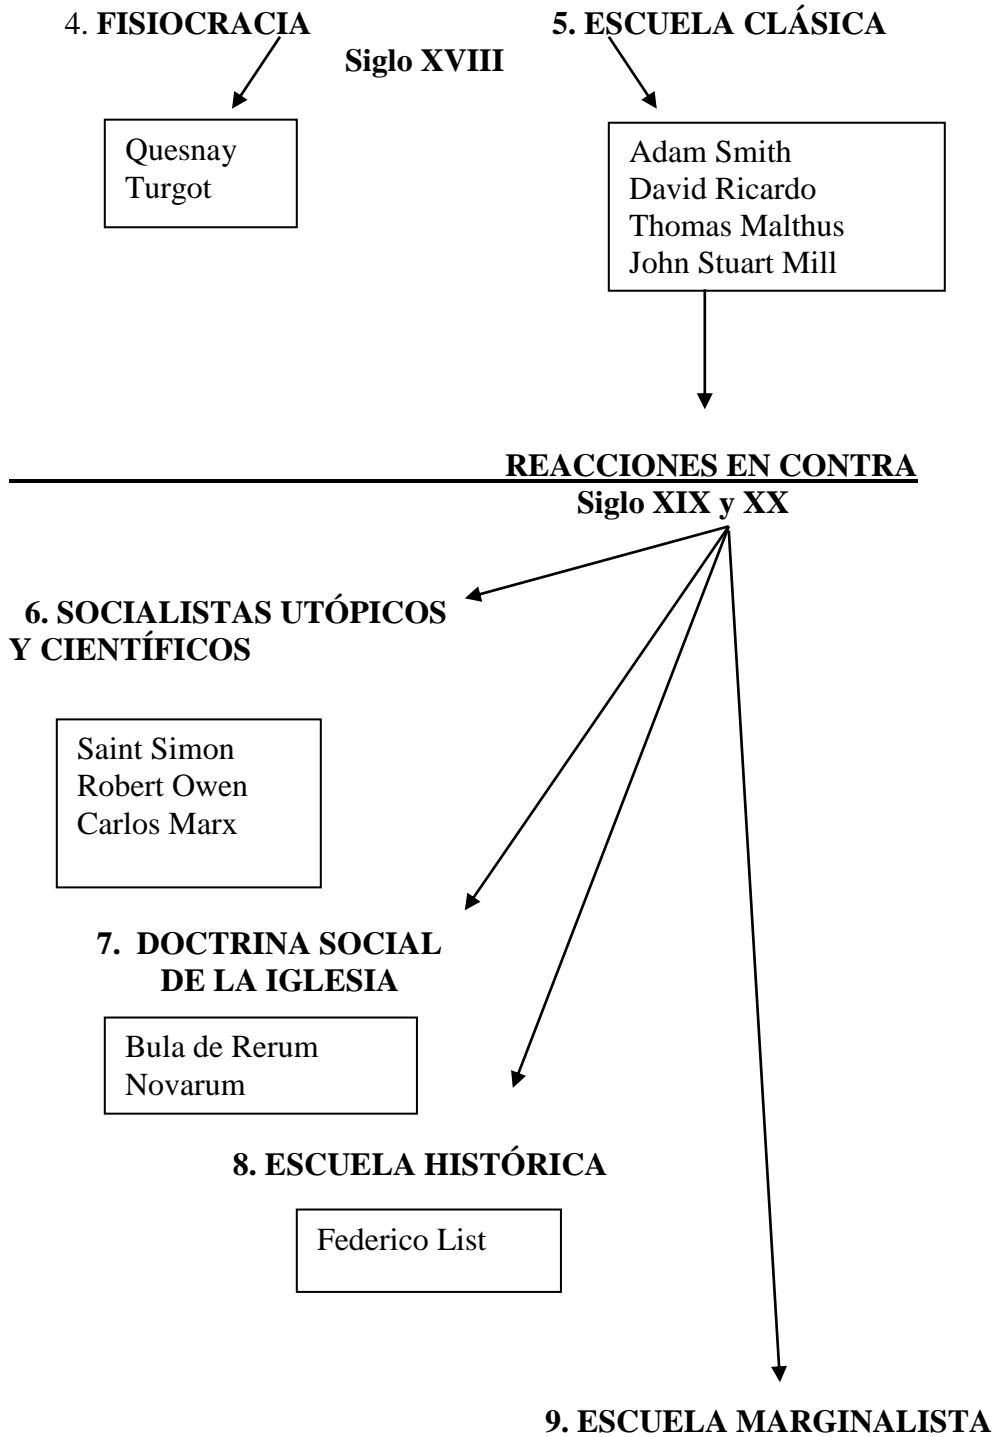 4. FISIOCRACIA
5. ESCUELA CLÁSICA
Siglo XVIII
Quesnay
Turgot
Adam Smith
David Ricardo
Thomas Malthus
John Stuart Mill
REACCIONES EN CONTRA
Siglo XIX y XX
6. SOCIALISTAS UTÓPICOS
Y CIENTÍFICOS
Saint Simon
Robert Owen
Carlos Marx
7. DOCTRINA SOCIAL
DE LA IGLESIA
Bula de Rerum
Novarum
8. ESCUELA HISTÓRICA
Federico List
9. ESCUELA MARGINALISTA